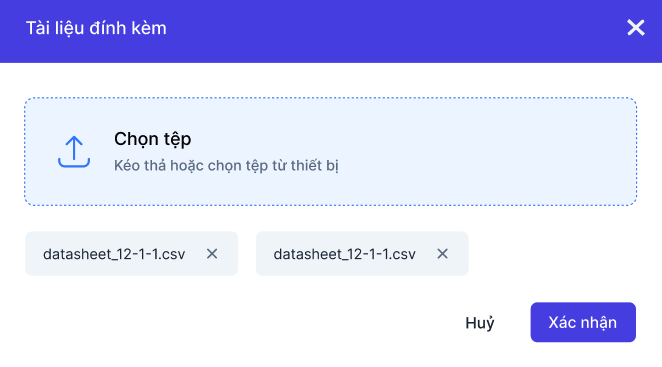 Tài liệu đính kèm
Chọn tệp
Kéo thả hoặc chọn tệp từ thiết bị
datasheet_12-1-1.csv
datasheet_12-1-1.csv
Huỷ
Xác nhận